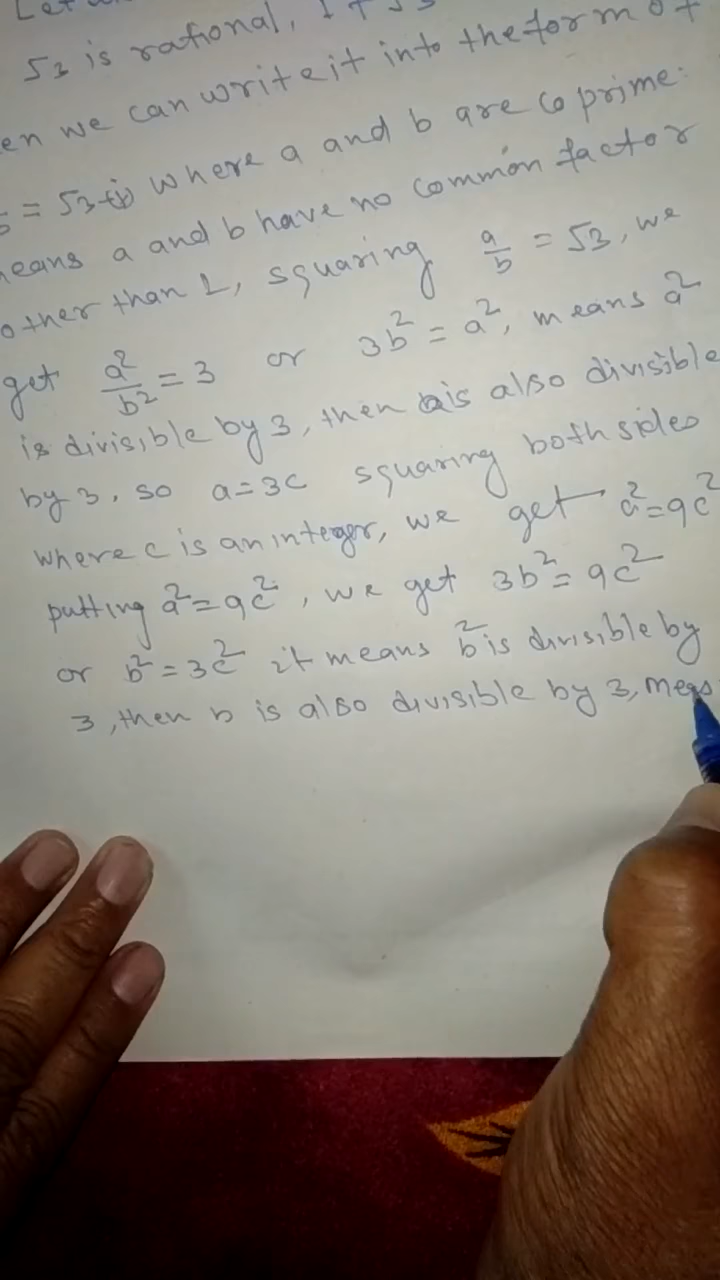 Let
√3 is rational, If √3
en we can write it into the form of
= √3-(i) where a and b are co prime:
means a and b have no common factor
other than 1, squaring a/b = √3, we
get a²/b² = 3 or 3b² = a², means a²
is divisible by 3, then a is also divisible
by 3, so a=3c squaring both sides
where c is an integer, we get a²=9c²
putting a²=9c², we get 3b²=9c²
or b²=3c² it means b² is divisible by
3, then b is also divisible by 3, means